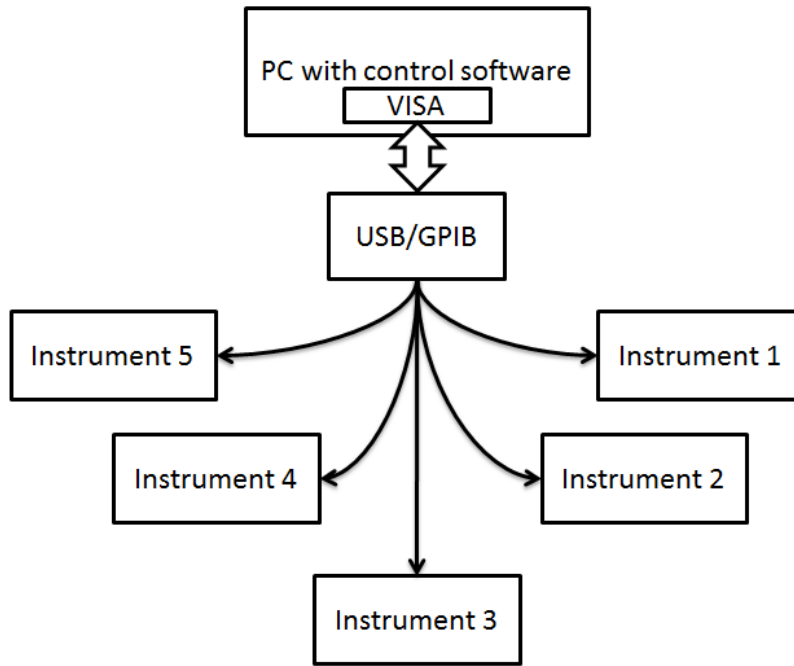 PC with control software
VISA
USB/GPIB
Instrument 5
Instrument 1
Instrument 4
Instrument 2
Instrument 3